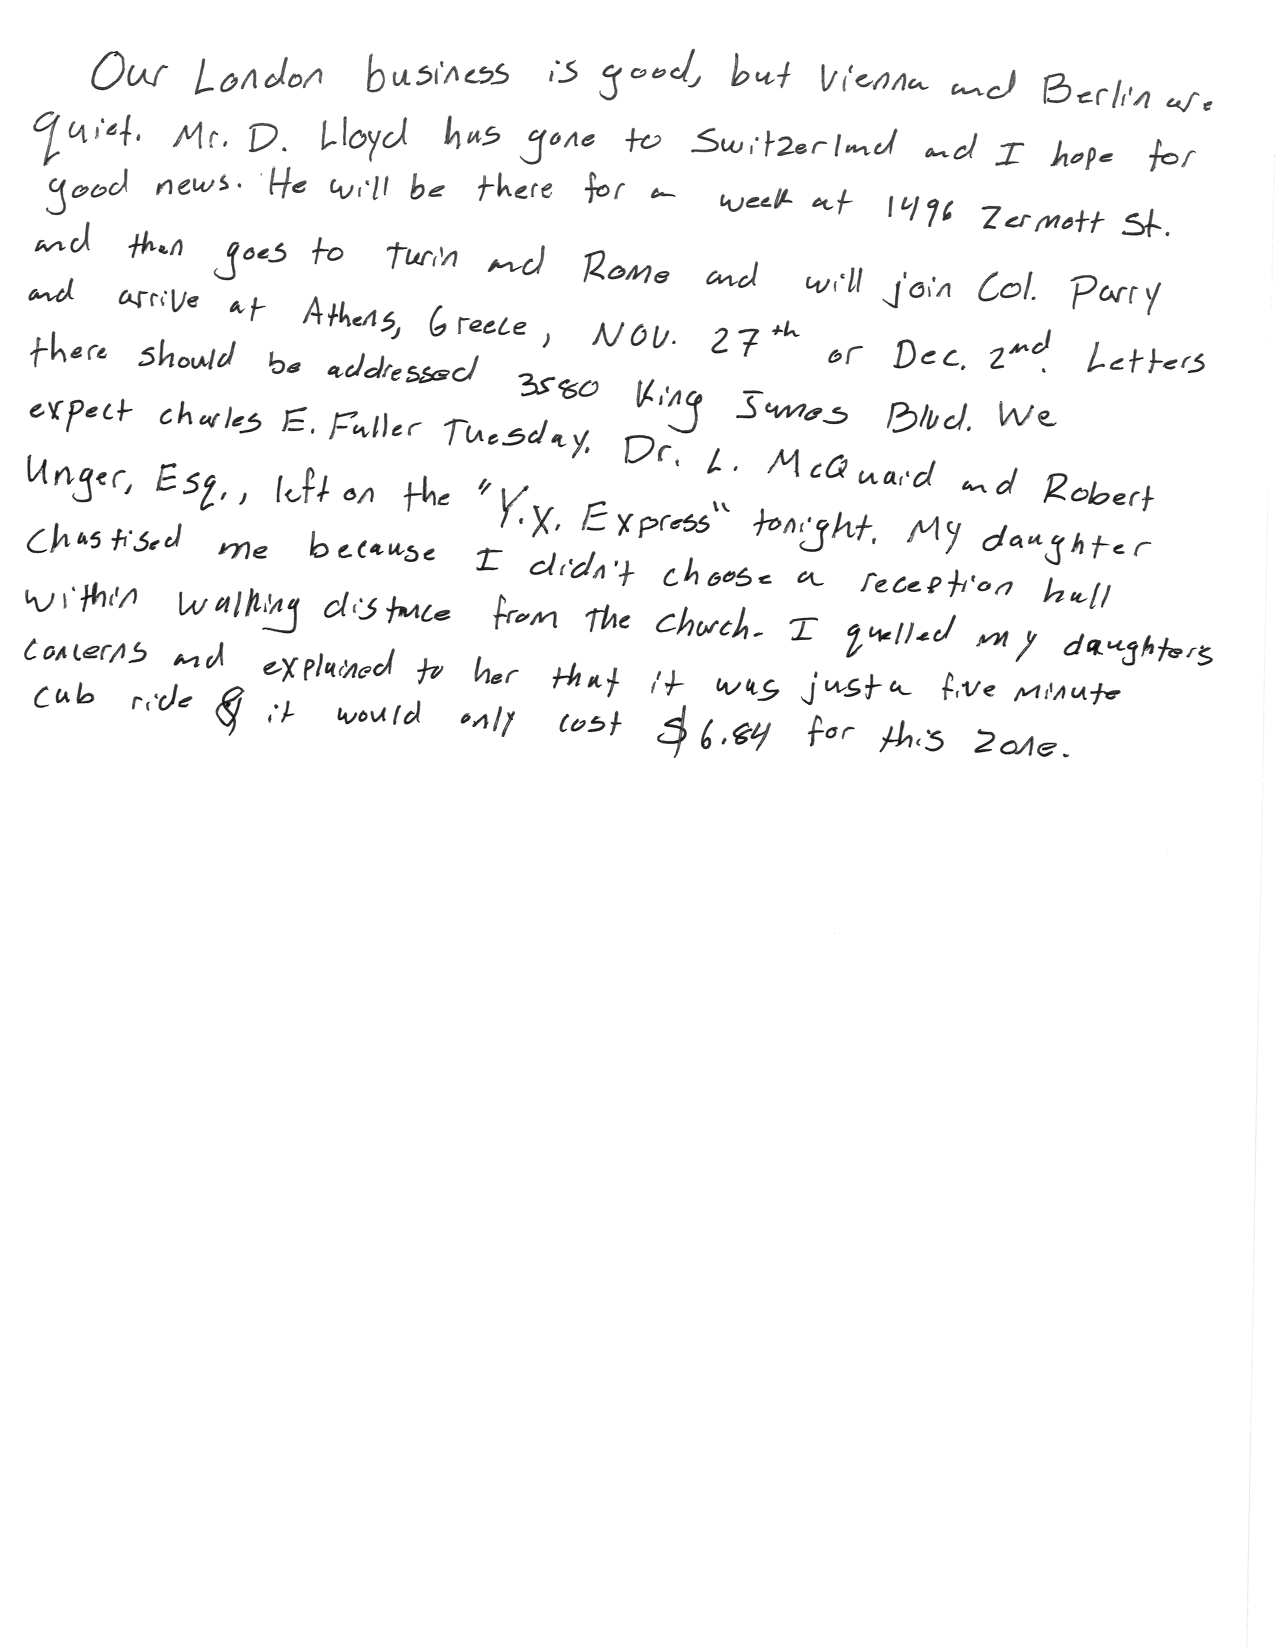 Our London business is good, but Vienna and Berlin are
quiet. Mr. D. Lloyd has gone to Switzerland and I hope for
good news. He will be there for a week at 1496 Zermott St.
and then goes to Turin and Rome and will join Col. Parry
and arrive at Athens, Greece, Nov. 27th or Dec. 2nd. Letters
there should be addressed 3580 King James Blvd. We
expect Charles E. Fuller Tuesday. Dr. L. McQuaid and Robert
Unger, Esq., left on the "Y.X. Express" tonight. My daughter
chastised me because I didn't choose a reception hall
within walking distance from the church. I quelled my daughter's
concerns and explained to her that it was just a five minute
cab ride & it would only cost $6.84 for this zone.